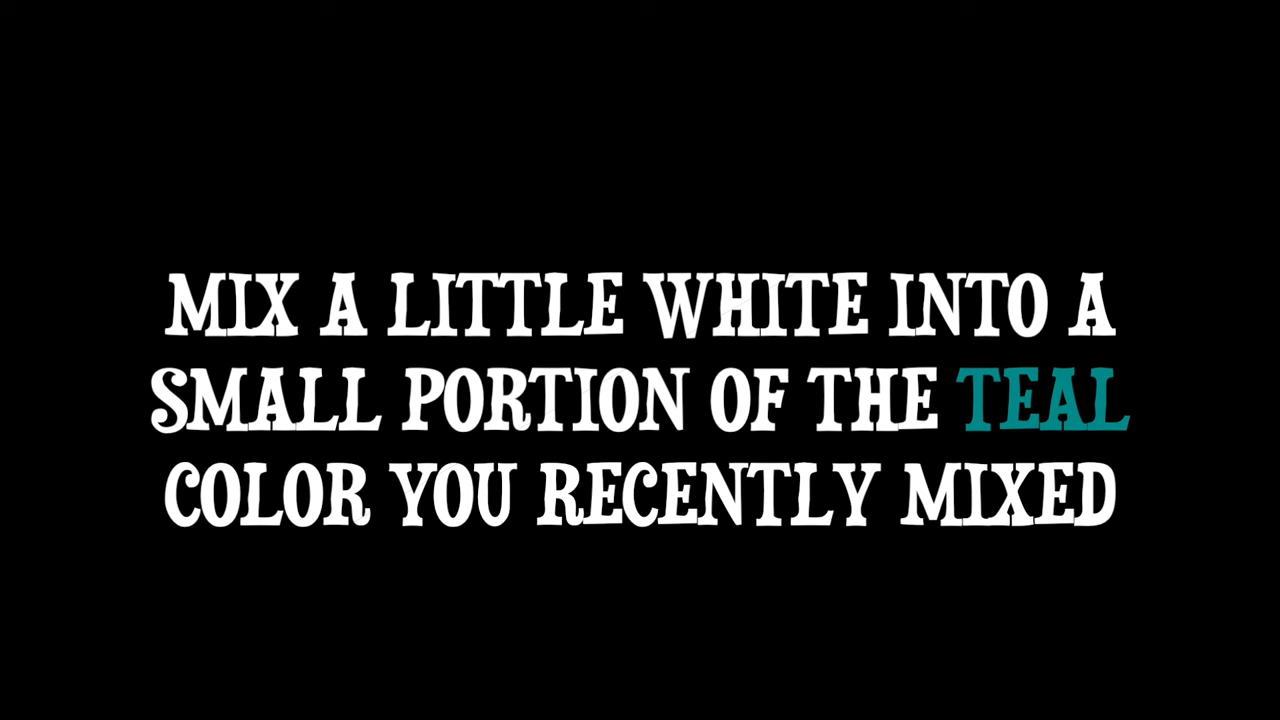 MIX A LITTLE WHITE INTO A
SMALL PORTION OF THE TEAL
COLOR YOU RECENTLY MIXED